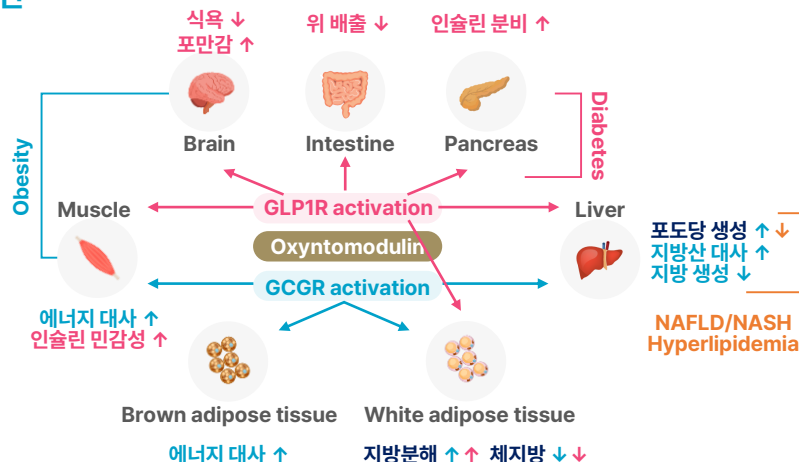 식욕 ↓
포만감 ↑
위 배출 ↓
인슐린 분비 ↑
Brain
Intestine
Pancreas
Obesity
Diabetes
GLP1R activation
Oxyntomodulin
GCGR activation
Muscle
에너지 대사 ↑
인슐린 민감성 ↑
Liver
포도당 생성 ↑↓
지방산 대사 ↑
지방 생성 ↓
NAFLD/NASH
Hyperlipidemia
Brown adipose tissue
에너지 대사 ↑
White adipose tissue
지방분해 ↑↑ 체지방 ↓↓